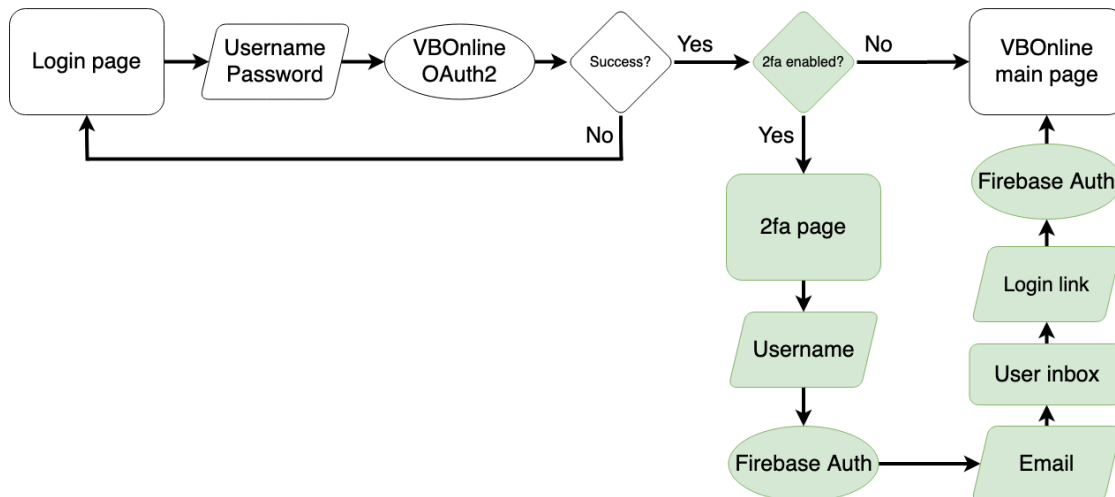 Login page
Username
Password
VBOnline
OAuth2
Success?
Yes
2fa enabled?
No
VBOnline
main page
No
Yes
2fa page
Username
Firebase Auth
Email
User inbox
Login link
Firebase Auth